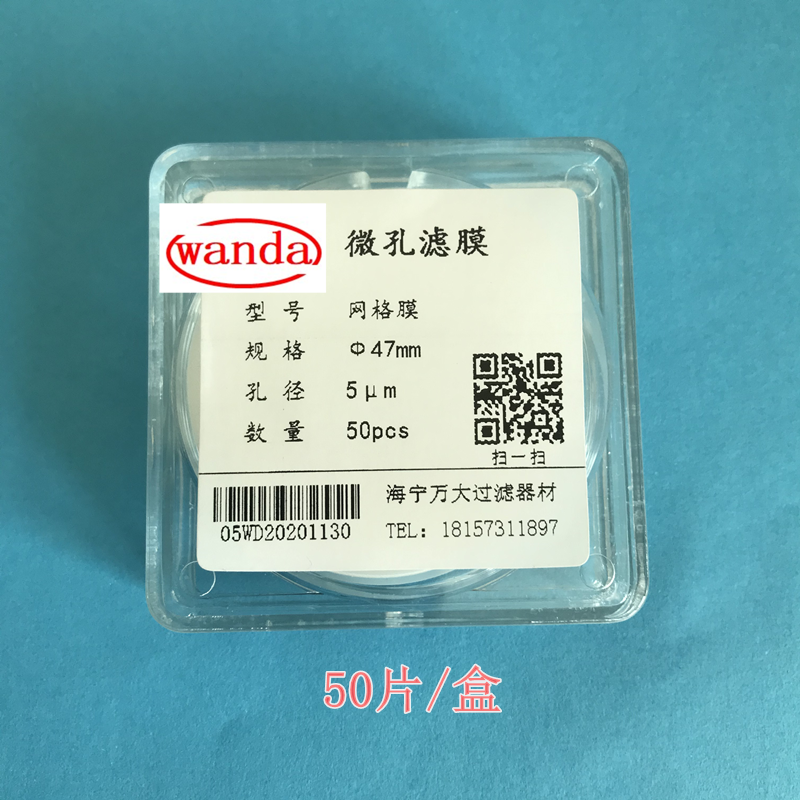 wanda
微孔滤膜
型号 网格膜
规格 Φ47mm
孔径 5μm
数量 50pcs
扫一扫
05WD20201130
海宁万大过滤器材
TEL: 18157311897
50片/盒